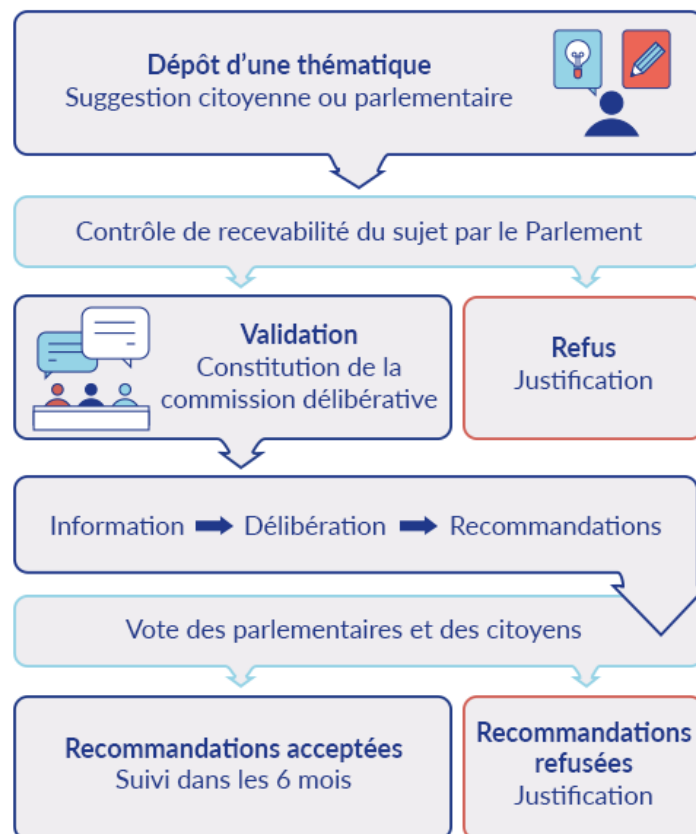 Dépôt d'une thématique
Suggestion citoyenne ou parlementaire
Contrôle de recevabilité du sujet par le Parlement
Validation
Constitution de la
commission délibérative
Refus
Justification
Information
Délibération
Recommandations
Vote des parlementaires et des citoyens
Recommandations acceptées
Suivi dans les 6 mois
Recommandations
refusées
Justification